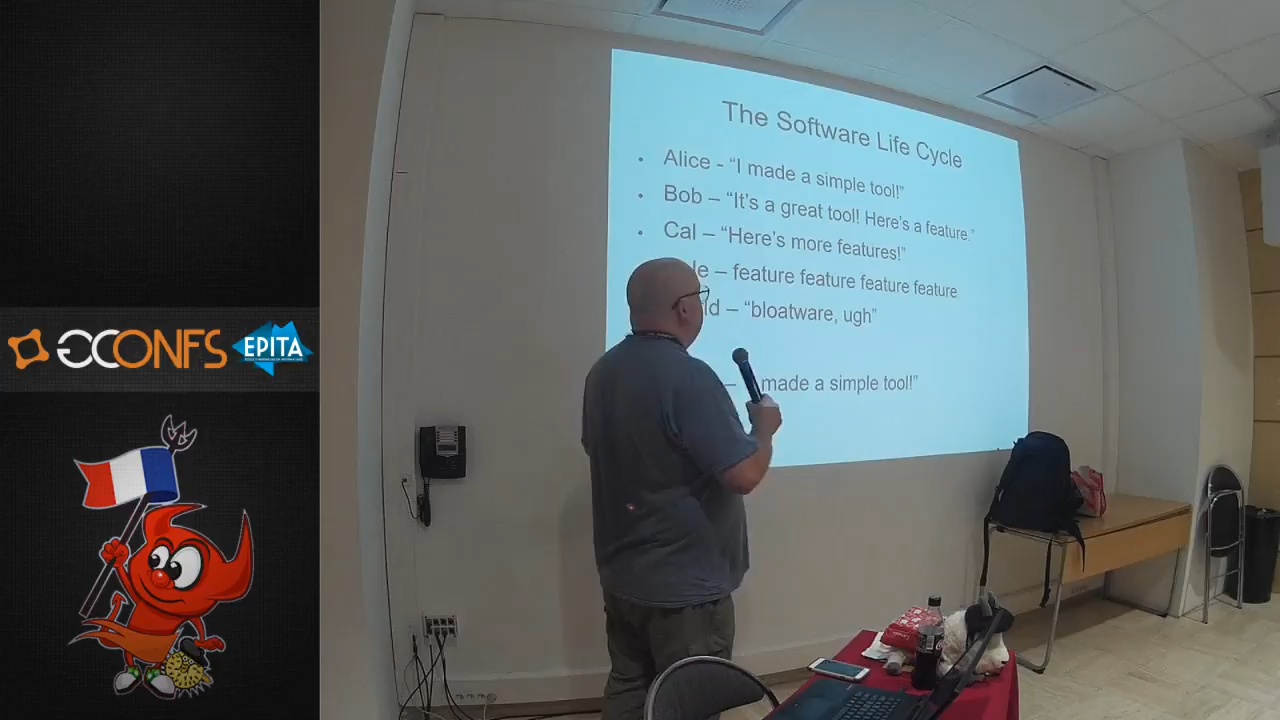 The Software Life Cycle
• Alice - “I made a simple tool!”
• Bob – “It’s a great tool! Here’s a feature.”
• Cal – “Here’s more features!”
– feature feature feature feature
– “bloatware, ugh”
– made a simple tool!”
GCONFS
EPITA